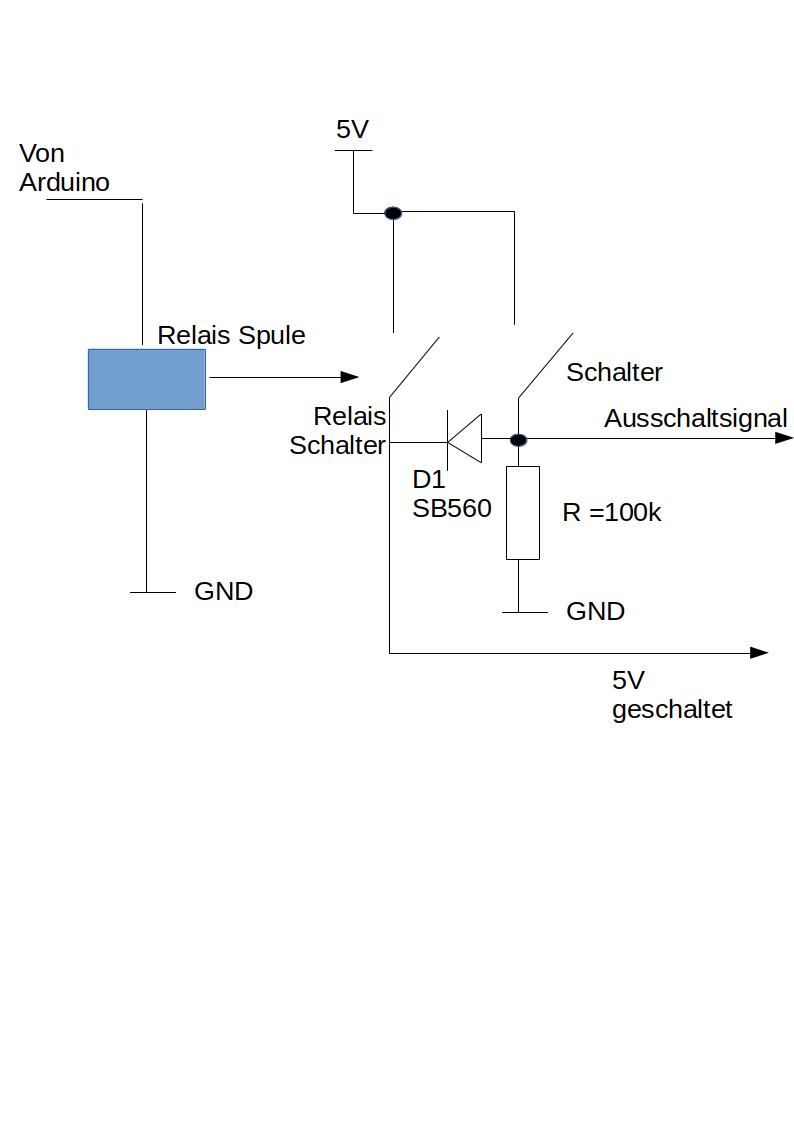 5V
Von
Arduino
Relais Spule
Schalter
Relais
Schalter
Ausschaltsignal
D1
SB560
R =100k
GND
GND
5V
geschaltet